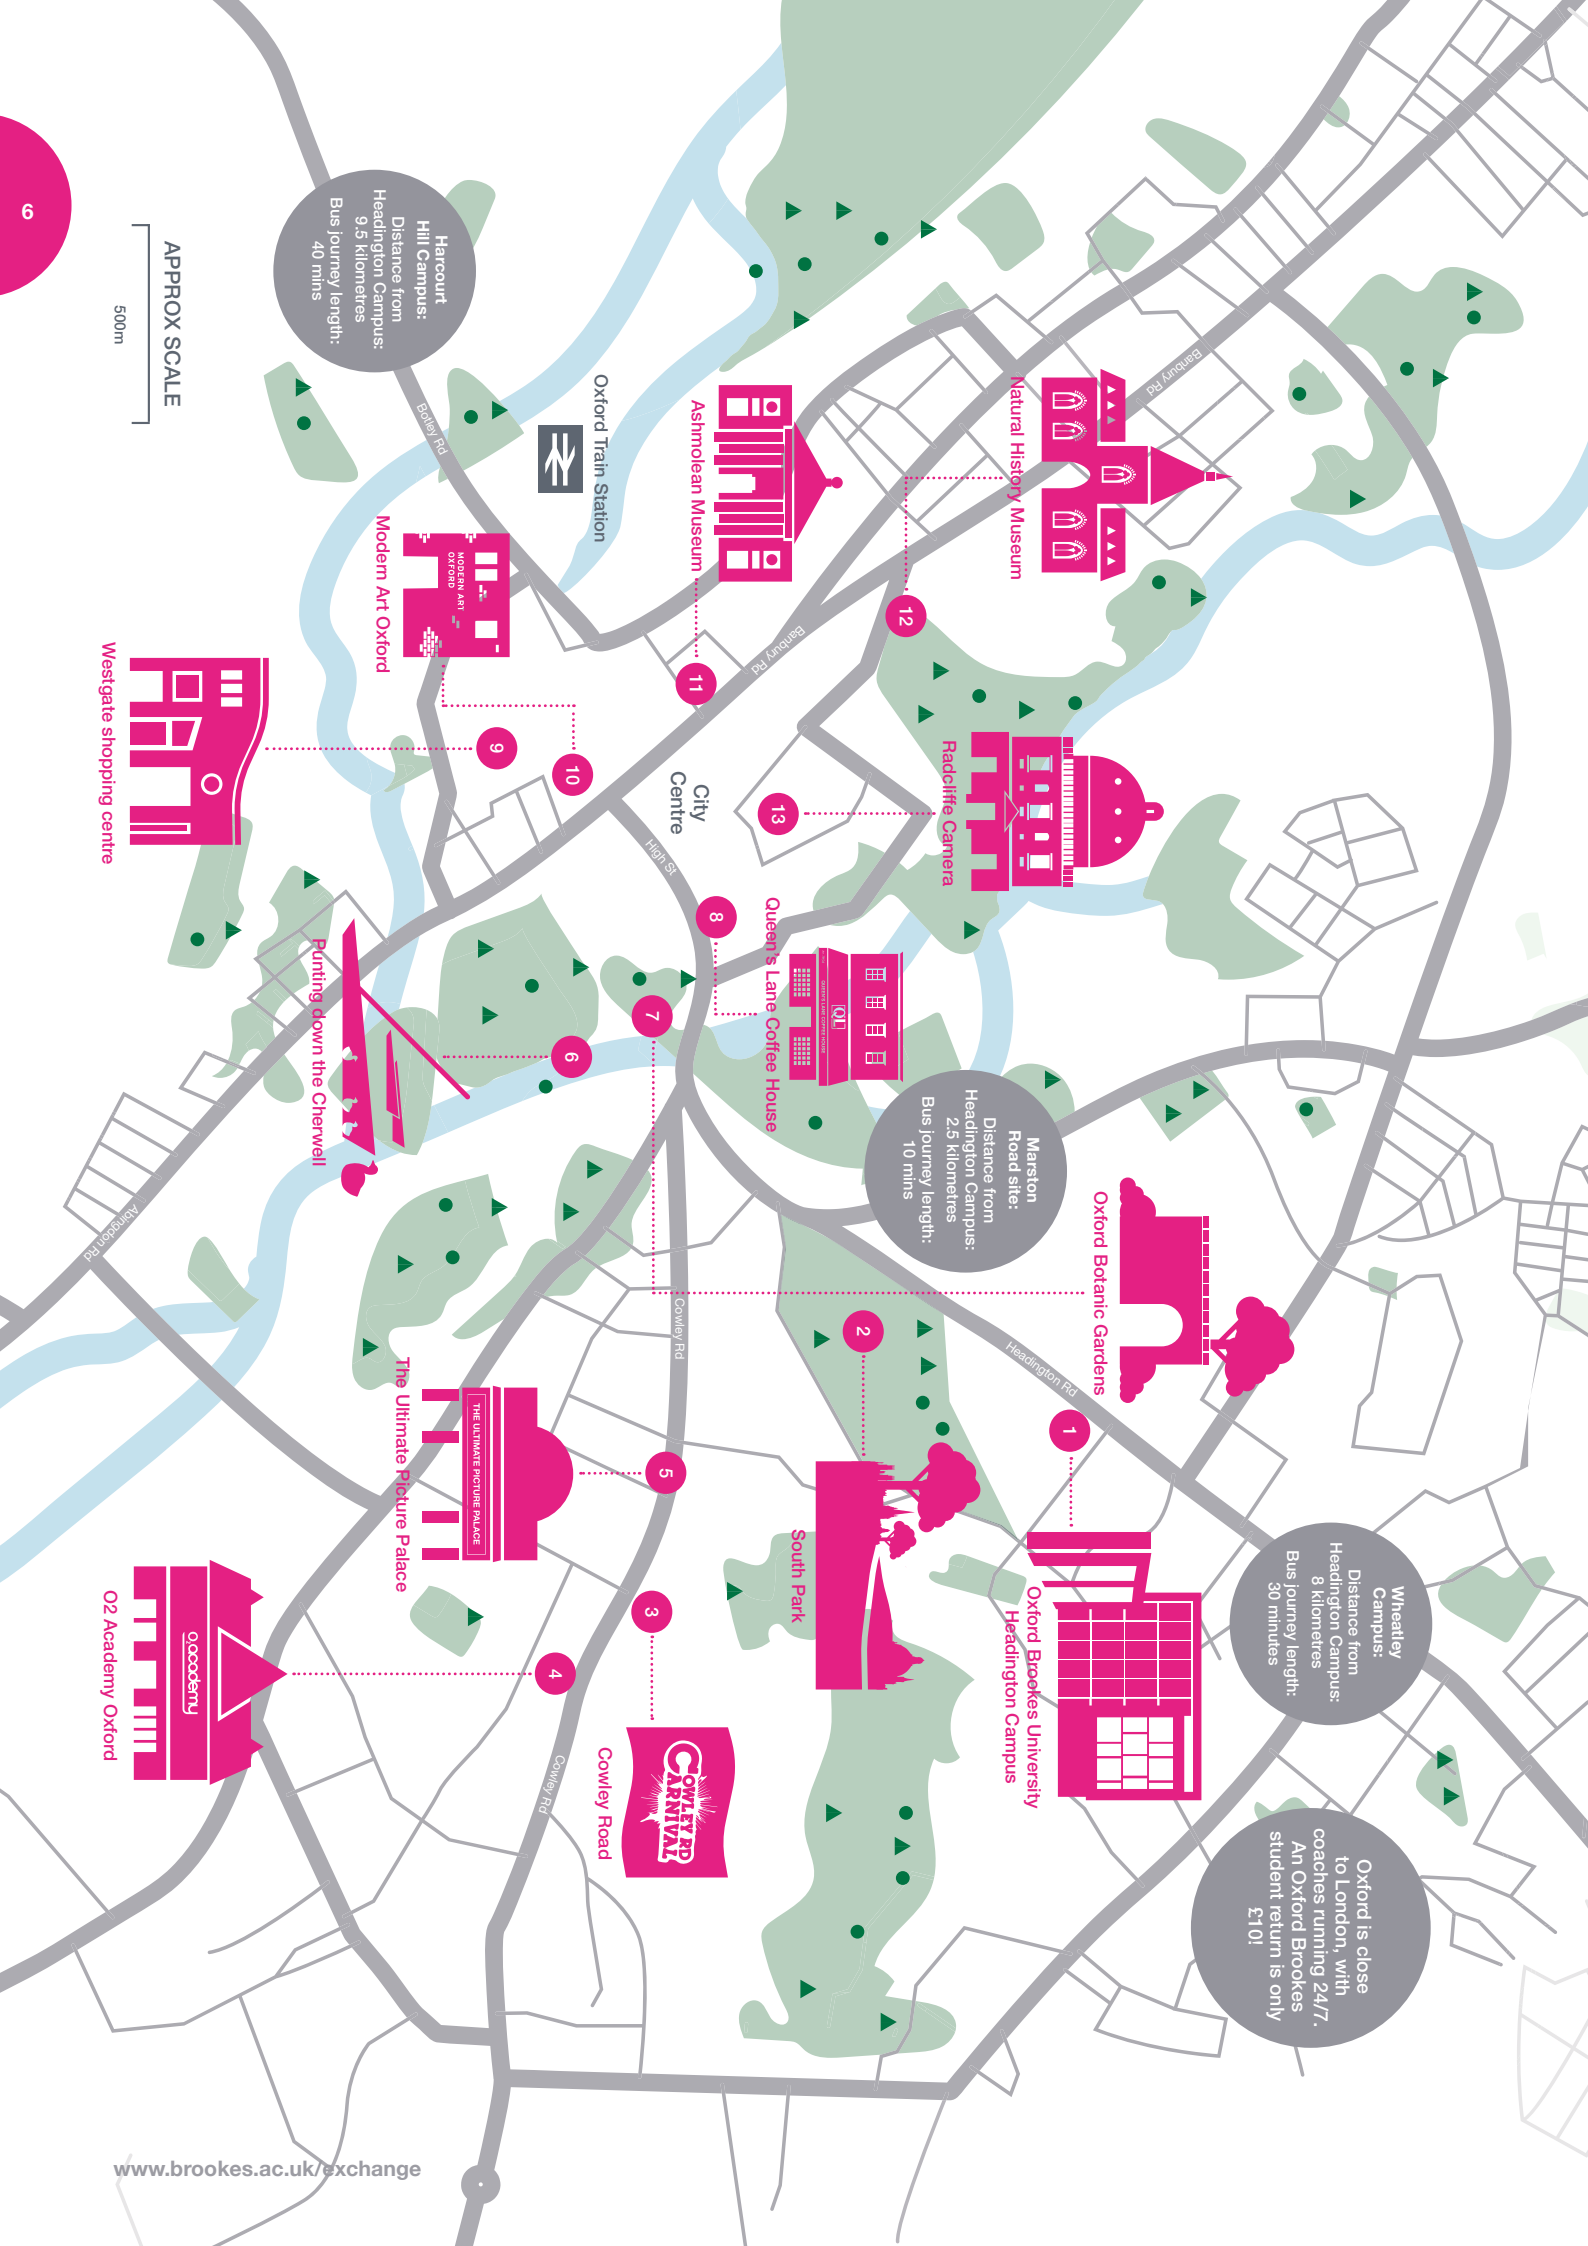 6
APPROX SCALE
500m
Harcourt
Hill Campus:
Distance from
Headington Campus:
9.5 kilometres
Bus journey length:
40 mins
Botley Rd
Oxford Train Station
Ashmolean Museum
11
Natural History Museum
12
Banbury Rd
Banbury Rd
Modern Art Oxford
MODERN ART
OXFORD
10
Westgate shopping centre
9
City
Centre
High St
Radcliffe Camera
13
Queen's Lane Coffee House
QL
QUEEN'S LANE COFFEE HOUSE
8
7
Punting down the Cherwell
6
Abingdon Rd
Marston
Road site:
Distance from
Headington Campus:
2.5 kilometres
Bus journey length:
10 mins
Oxford Botanic Gardens
Cowley Rd
2
Headington Rd
1
The Ultimate Picture Palace
THE ULTIMATE PICTURE PALACE
5
South Park
Oxford Brookes University
Headington Campus
Wheatley
Campus:
Distance from
Headington Campus:
8 kilometres
Bus journey length:
30 minutes
O2 Academy Oxford
O2 academy
4
3
Cowley Road
COWLEY RD
CARNIVAL
Cowley Rd
Oxford is close
to London, with
coaches running 24/7.
An Oxford Brookes
student return is only
£10!
www.brookes.ac.uk/exchange